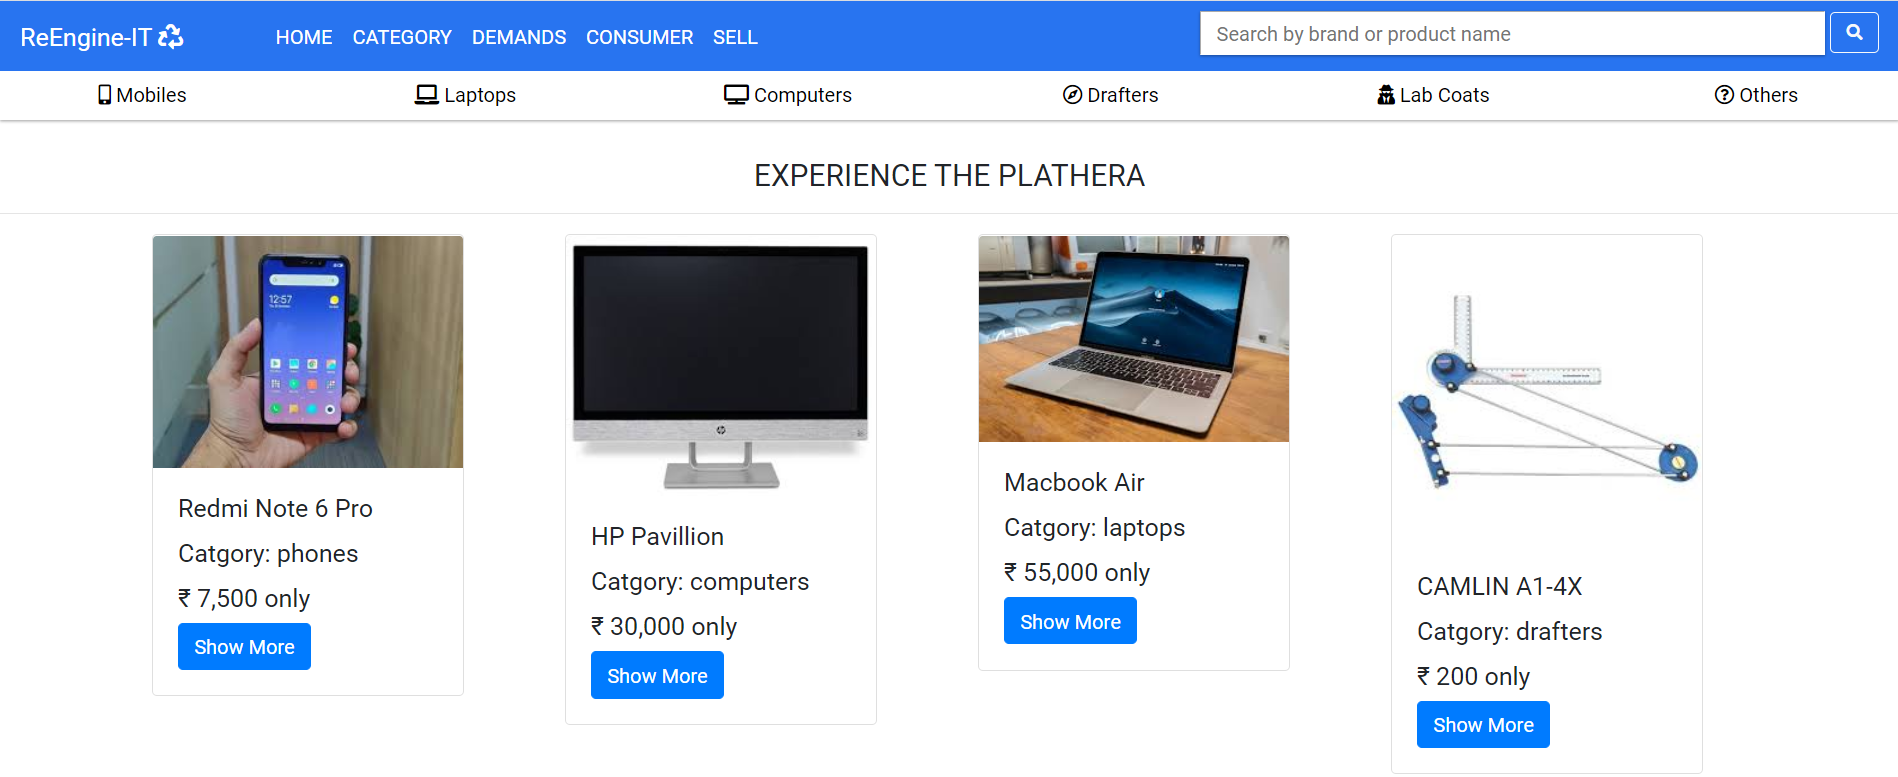 ReEngine-IT
HOME CATEGORY DEMANDS CONSUMER SELL
Search by brand or product name
Mobiles Laptops Computers Drafters Lab Coats Others
EXPERIENCE THE PLATHERA
12:57
Redmi Note 6 Pro
Catgory: phones
₹ 7,500 only
Show More
hp
HP Pavillion
Catgory: computers
₹ 30,000 only
Show More
Macbook Air
Catgory: laptops
₹ 55,000 only
Show More
CAMLIN A1-4X
Catgory: drafters
₹ 200 only
Show More